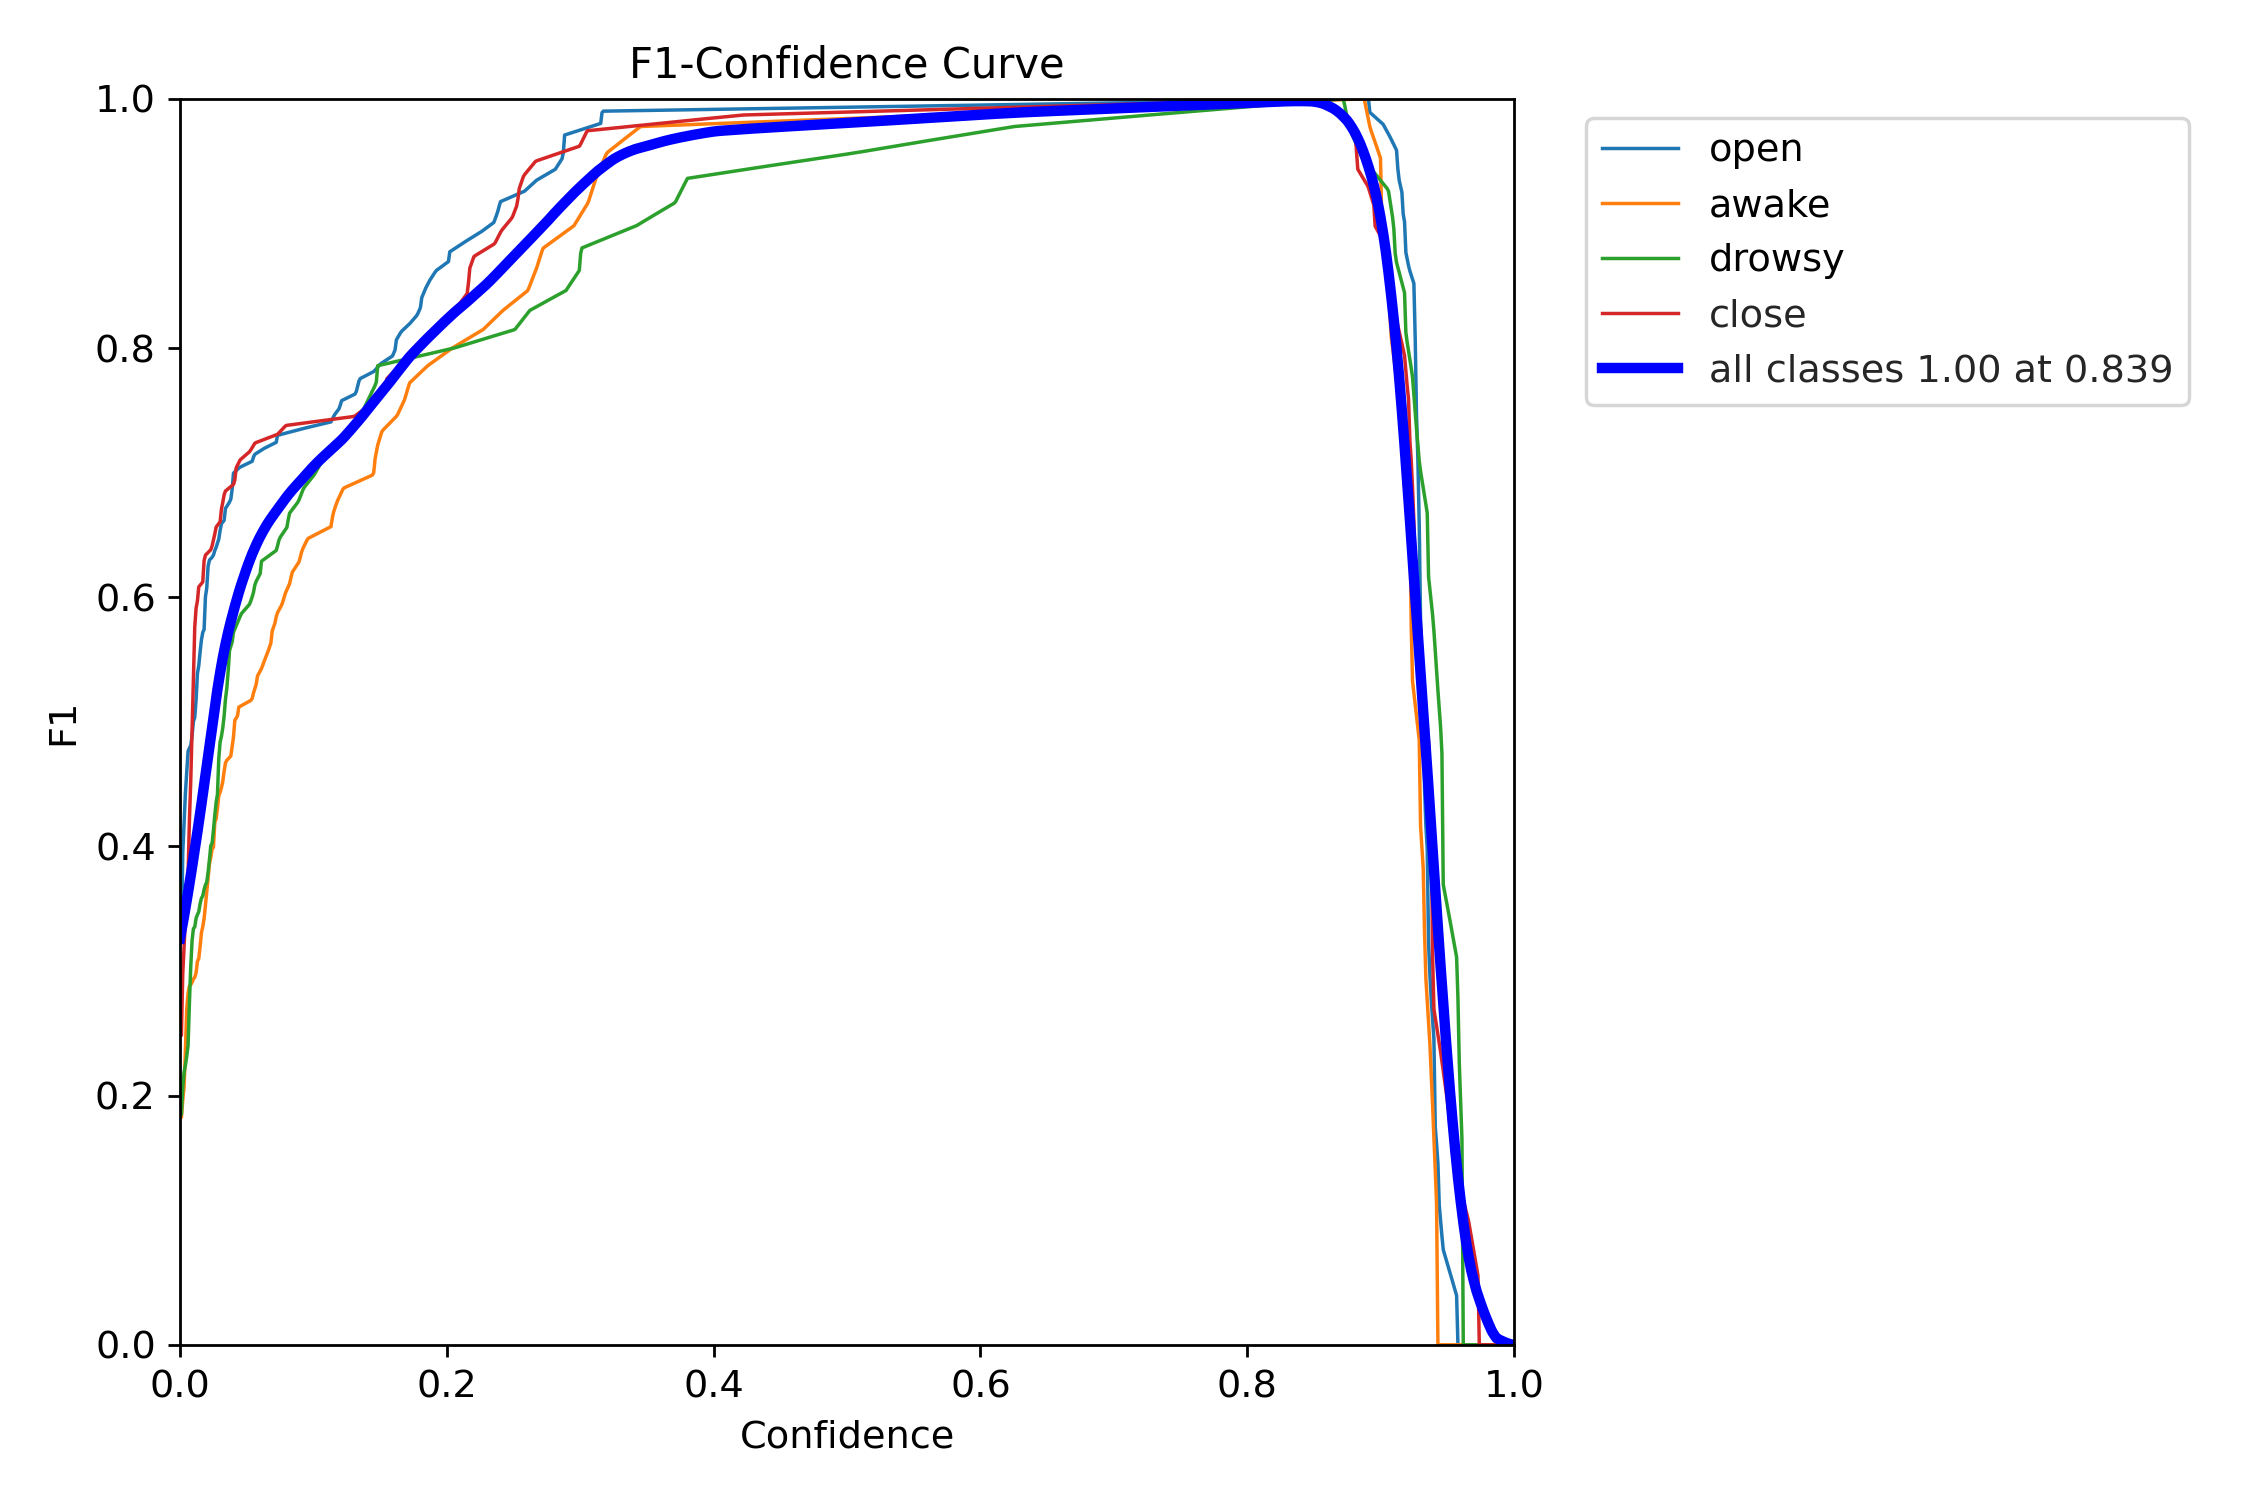 F1-Confidence Curve
1.0
0.8
0.6
0.4
0.2
0.0
F1
0.0 0.2 0.4 0.6 0.8 1.0
Confidence
open
awake
drowsy
close
all classes 1.00 at 0.839